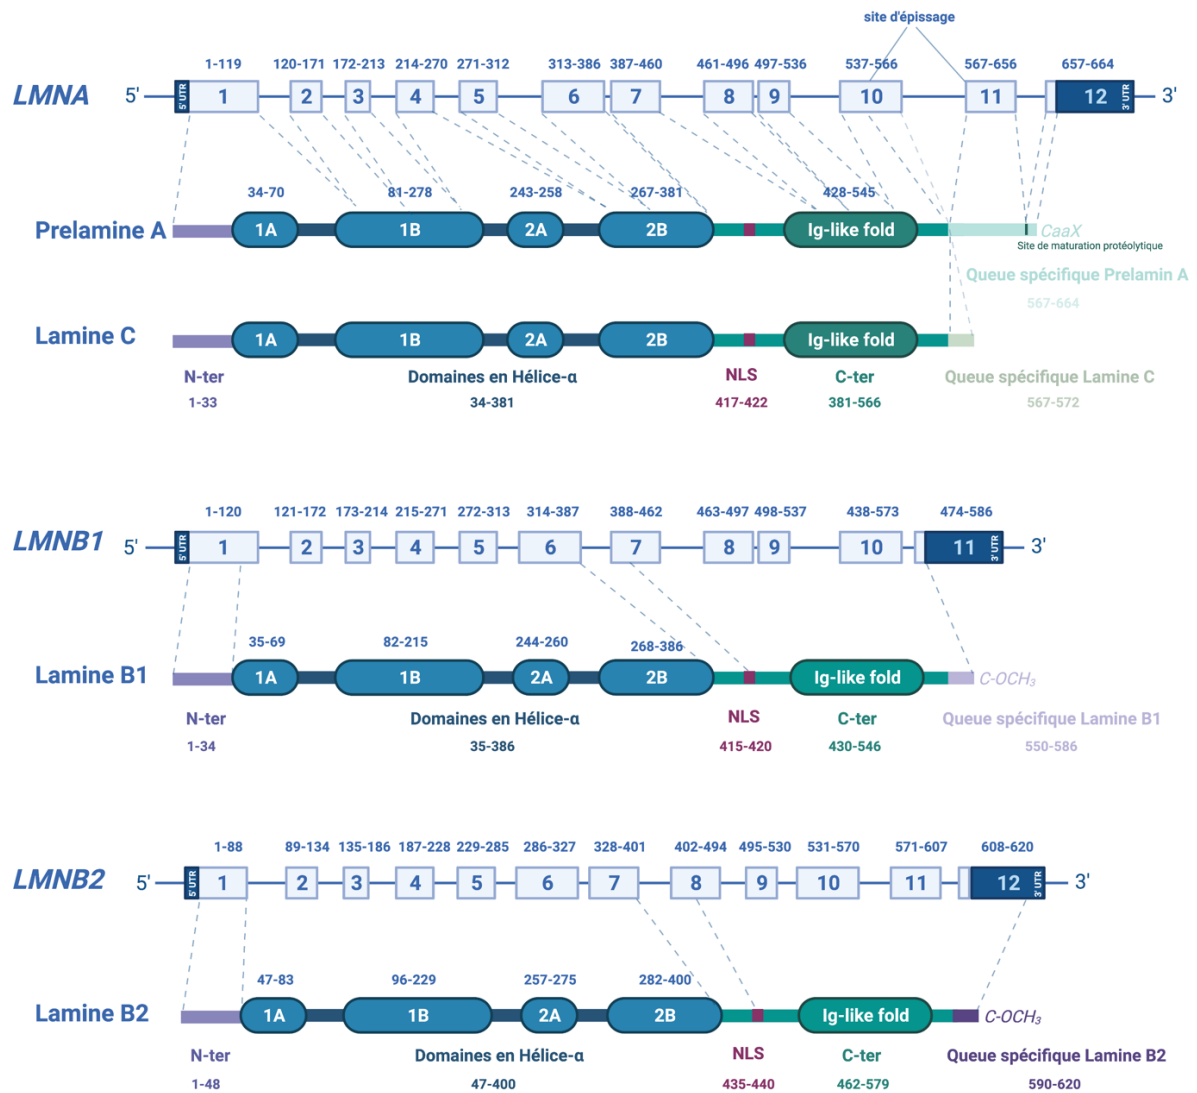 site d'épissage
1-119 120-171 172-213 214-270 271-312 313-386 387-460 461-496 497-536 537-566 567-656 657-664
LMNA 5' 5' UTR 1 2 3 4 5 6 7 8 9 10 11 12 3' UTR 3'
34-70 81-278 243-258 267-381 428-545
Prelamine A 1A 1B 2A 2B Ig-like fold CaaX
Site de maturation protéolytique
Queue spécifique Prelamin A
567-664
Lamine C 1A 1B 2A 2B Ig-like fold
N-ter Domaines en Hélice-α NLS C-ter Queue spécifique Lamine C
1-33 34-381 417-422 381-566 567-572
1-120 121-172 173-214 215-271 272-313 314-387 388-462 463-497 498-537 438-573 474-586
LMNB1 5' 5' UTR 1 2 3 4 5 6 7 8 9 10 11 3' UTR 3'
35-69 82-215 244-260 268-386
Lamine B1 1A 1B 2A 2B Ig-like fold C-OCH₃
N-ter Domaines en Hélice-α NLS C-ter Queue spécifique Lamine B1
1-34 35-386 415-420 430-546 550-586
1-88 89-134 135-186 187-228 229-285 286-327 328-401 402-494 495-530 531-570 571-607 608-620
LMNB2 5' 5' UTR 1 2 3 4 5 6 7 8 9 10 11 12 3' UTR 3'
47-83 96-229 257-275 282-400
Lamine B2 1A 1B 2A 2B Ig-like fold C-OCH₃
N-ter Domaines en Hélice-α NLS C-ter Queue spécifique Lamine B2
1-48 47-400 435-440 462-579 590-620